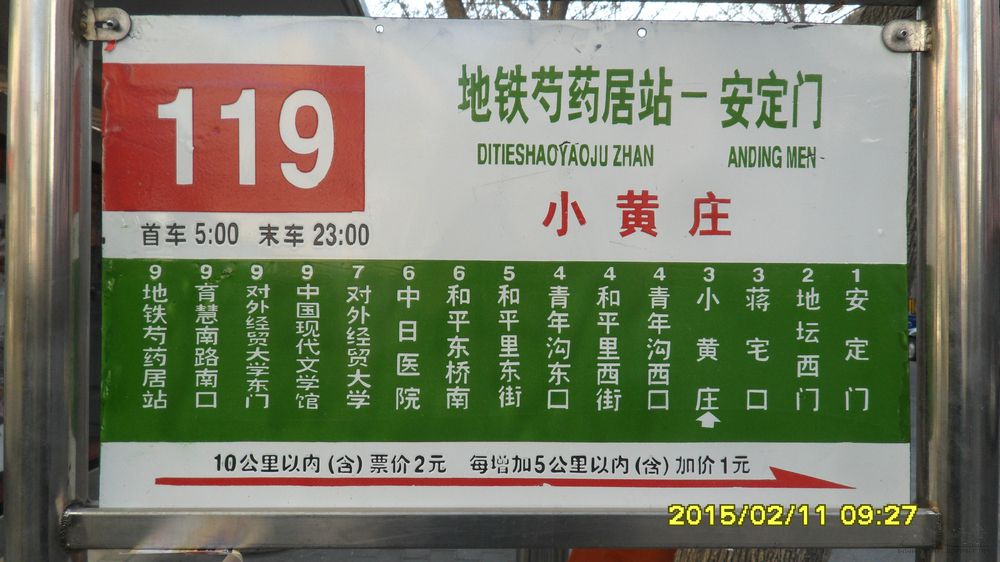 119
地铁芍药居站－安定门
DITIESHAOYAOJU ZHAN ANDING MEN
小黄庄
首车 5:00 末车 23:00
9 地铁芍药居站
9 育慧南路南口
9 对外经贸大学东门
9 中国现代文学馆
7 对外经贸大学
6 中日医院
6 和平东桥南
5 和平里东街
4 青年沟东口
4 和平里西街
4 青年沟西口
3 小黄庄
3 蒋宅口
2 地坛西门
1 安定门
10公里以内(含)票价2元 每增加5公里以内(含)加价1元
2015/02/11 09:27